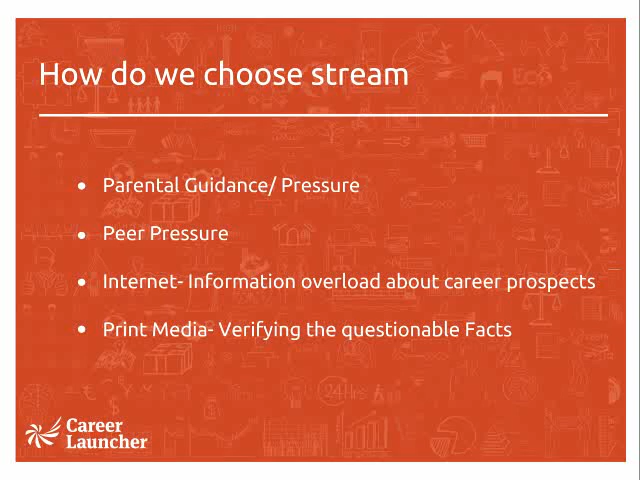 How do we choose stream
Parental Guidance/ Pressure
Peer Pressure
Internet- Information overload about career prospects
Print Media- Verifying the questionable Facts
Career
Launcher